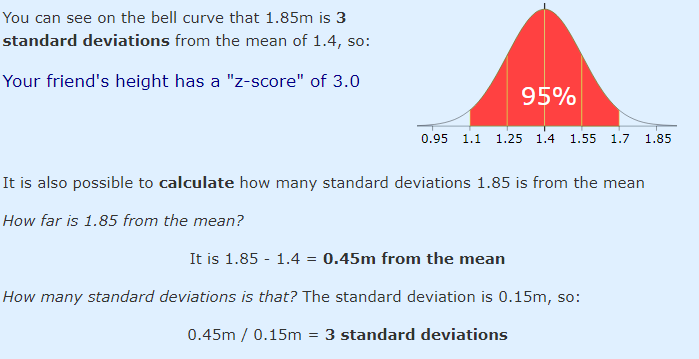 You can see on the bell curve that 1.85m is 3
standard deviations from the mean of 1.4, so:
Your friend's height has a "z-score" of 3.0
95%
0.95 1.1 1.25 1.4 1.55 1.7 1.85
It is also possible to calculate how many standard deviations 1.85 is from the mean
How far is 1.85 from the mean?
It is 1.85 - 1.4 = 0.45m from the mean
How many standard deviations is that? The standard deviation is 0.15m, so:
0.45m / 0.15m = 3 standard deviations